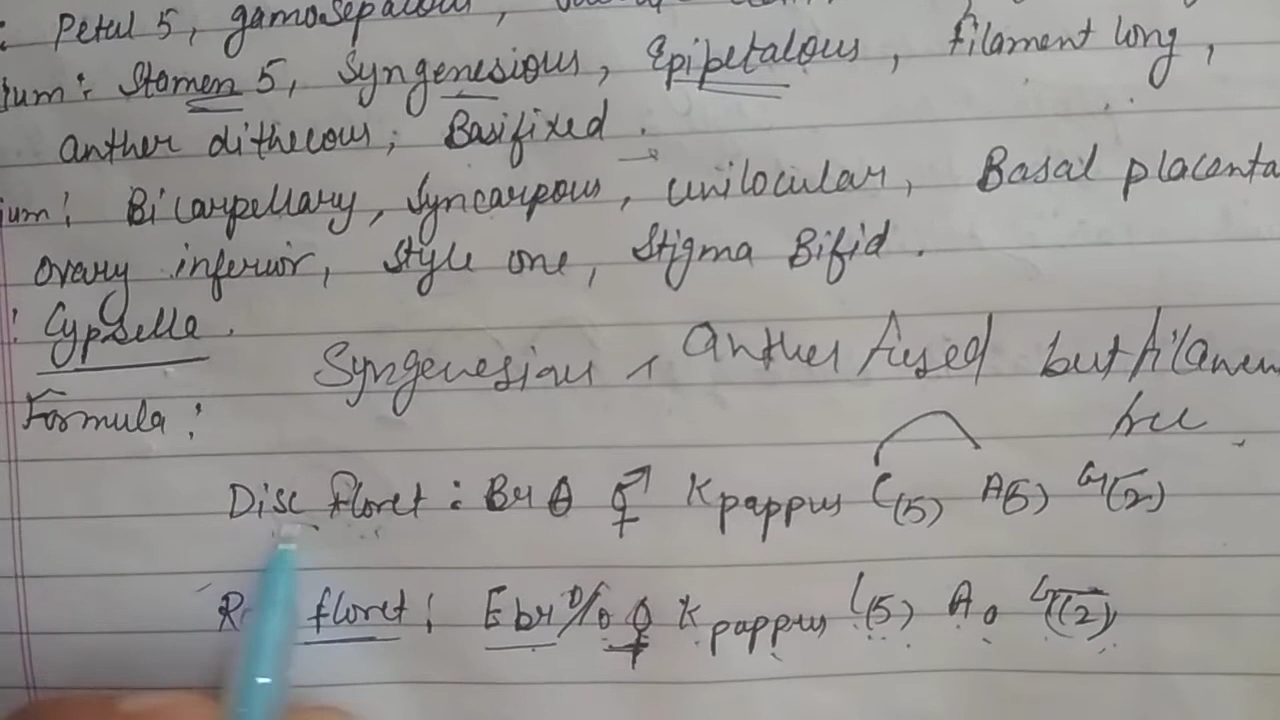 : Petal 5, gamosepalous,
ium: Stamen 5, Syngenesious, Epipetalous, filament long,
anther dithecous, Basifixed.
ium: Bicarpellary, Syncarpous, unilocular, Basal placenta
ovary inferior, style one, Stigma Bifid.
: Cypsella.
Syngenesious, anther fused but filamen
free
Formula:
Disc floret: Br ⊕ ⚥ K pappus C(5) A(5) G(2)
floret: Ebr % ♀ K pappus C(5) A0 G(2)